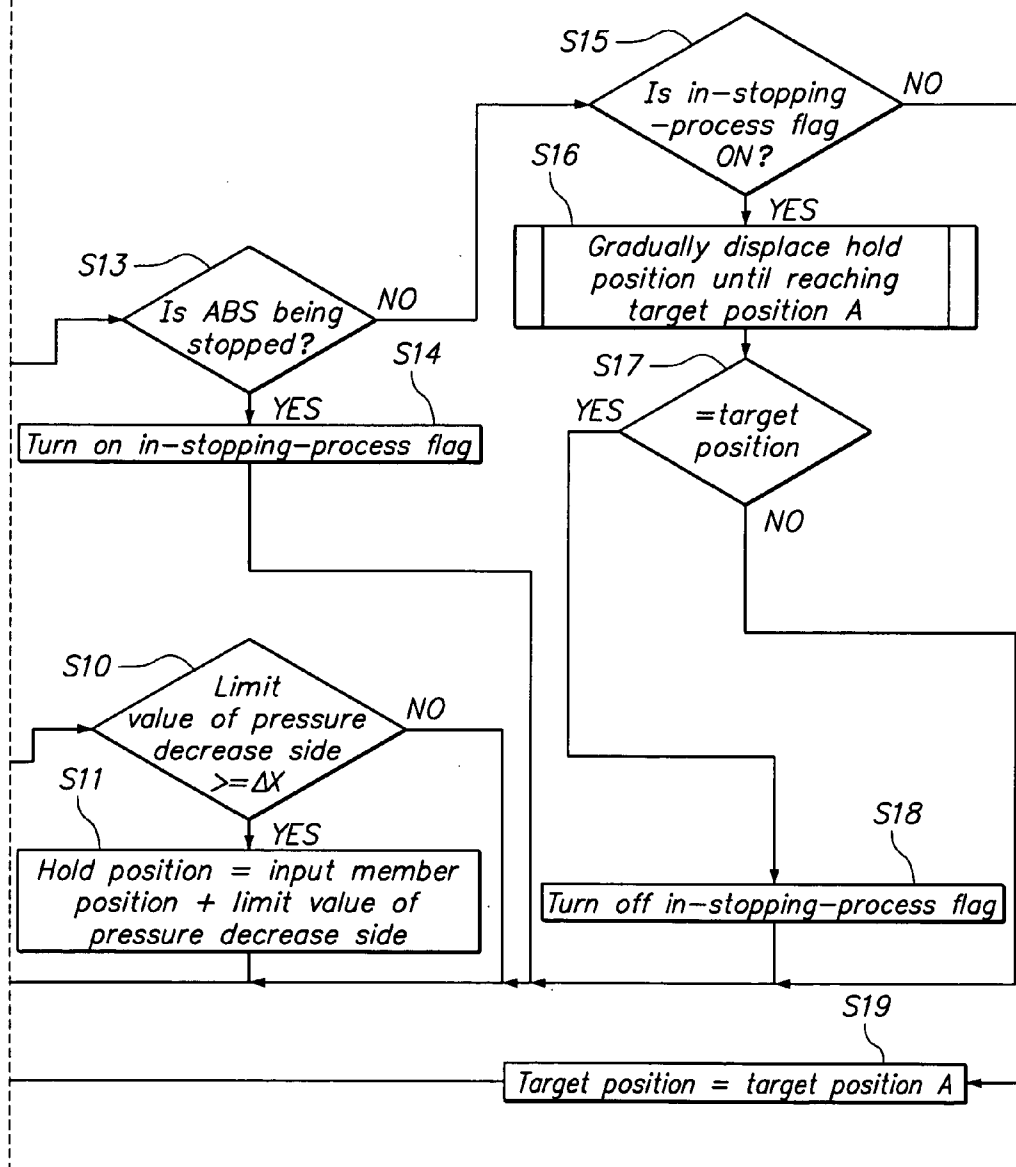 S15
Is in-stopping
-process flag
ON?
NO
YES
S16
Gradually displace hold
position until reaching
target position A
S13
Is ABS being
stopped?
NO
YES
S14
Turn on in-stopping-process flag
S17
YES
=target
position
NO
S10
Limit
value of pressure
decrease side
>=ΔX
NO
YES
S11
Hold position = input member
position + limit value of
pressure decrease side
S18
Turn off in-stopping-process flag
S19
Target position = target position A